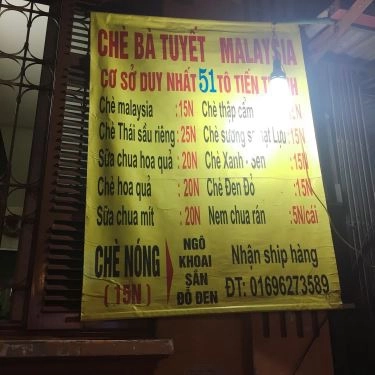 CHÈ BÀ TUYẾT MALAYSIA
CƠ SỞ DUY NHẤT 51 TÔ TIẾN
Chè malaysia : 15N Chè thập cẩm
Chè Thái sầu riêng : 25N Chè sương Lựu
Sữa chua hoa quả : 20N Chè Xanh - Sen
Chè hoa quả : 20N Chè Đen Đỏ : 15N
Sữa chua mít : 20N Nem chua rán : 5N/cái
CHÈ NÓNG
( 15N )
NGÔ
KHOAI
SẮN
ĐỖ ĐEN
Nhận ship hàng
ĐT: 01696273589